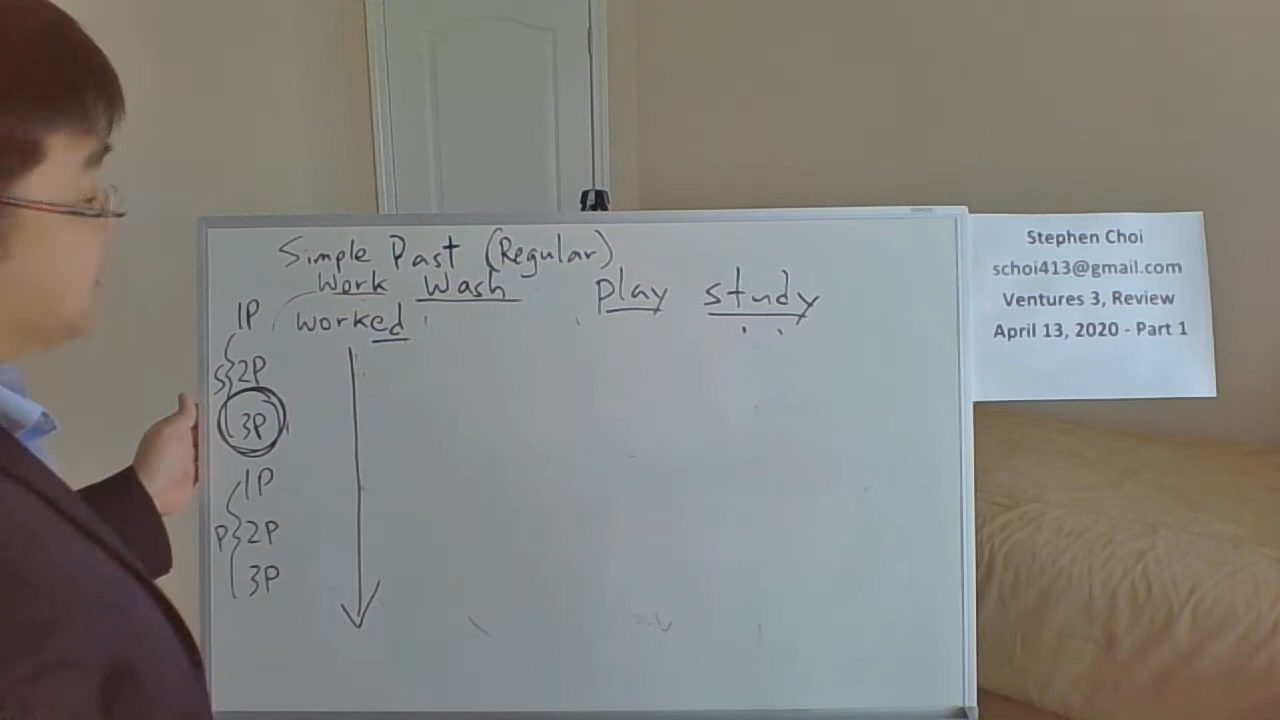 Simple Past (Regular)
Work Wash play study
1P worked
S 2P
3P
1P
P 2P
3P
Stephen Choi
schoi413@gmail.com
Ventures 3, Review
April 13, 2020 - Part 1